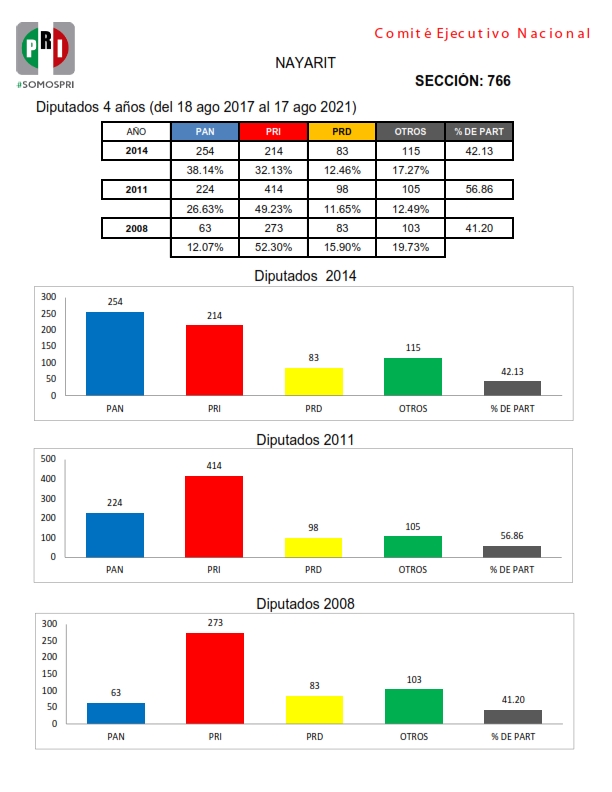 PRI
#SOMOSPRI
Comité Ejecutivo Nacional
NAYARIT
SECCIÓN: 766
Diputados 4 años (del 18 ago 2017 al 17 ago 2021)
AÑO PAN PRI PRD OTROS % DE PART
2014 254 214 83 115 42.13
38.14% 32.13% 12.46% 17.27%
2011 224 414 98 105 56.86
26.63% 49.23% 11.65% 12.49%
2008 63 273 83 103 41.20
12.07% 52.30% 15.90% 19.73%
Diputados 2014
300
250
200
150
100
50
0
254
214
83
115
42.13
PAN PRI PRD OTROS % DE PART
Diputados 2011
500
400
300
200
100
0
224
414
98
105
56.86
PAN PRI PRD OTROS % DE PART
Diputados 2008
300
250
200
150
100
50
0
63
273
83
103
41.20
PAN PRI PRD OTROS % DE PART